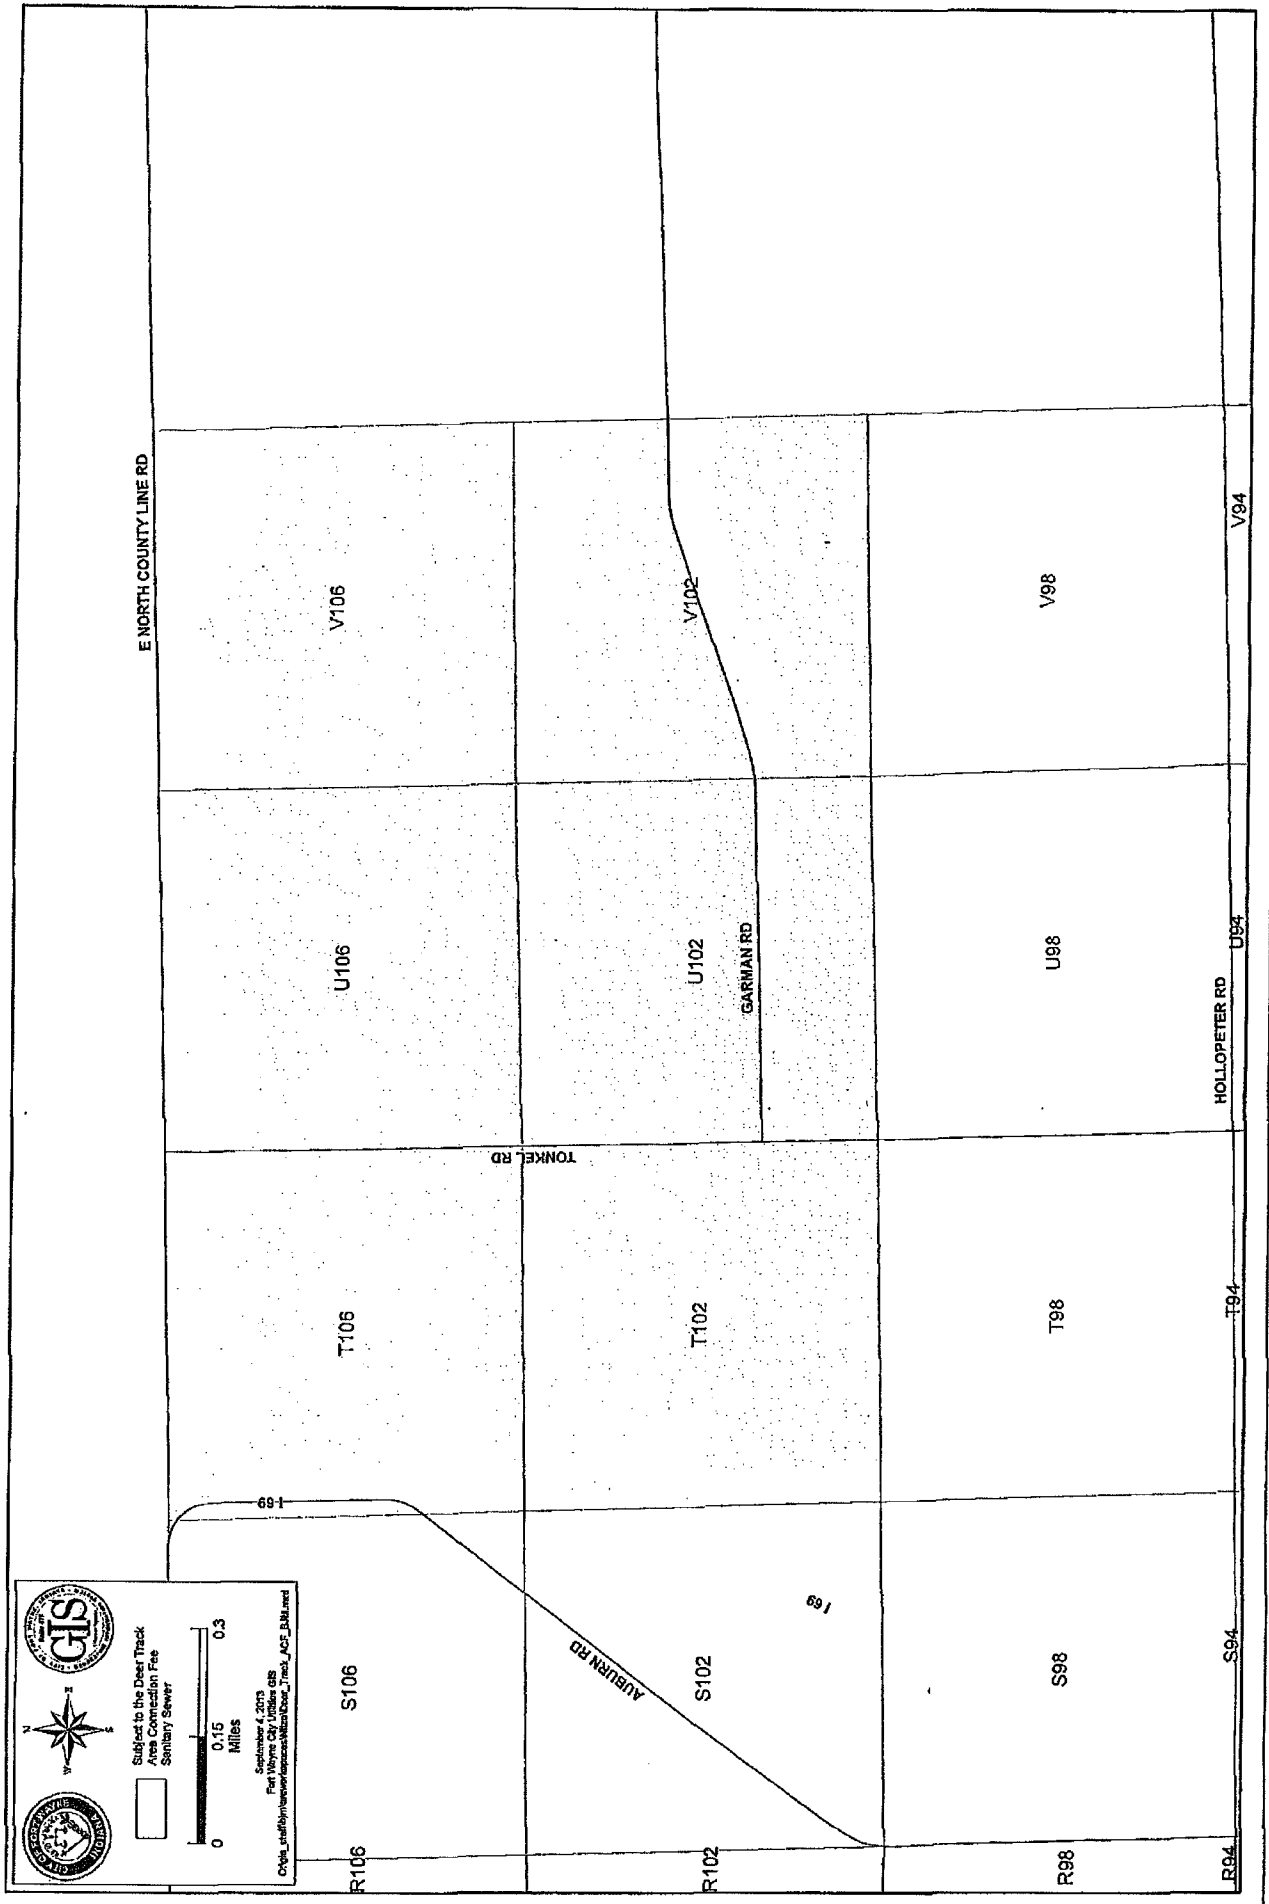 GIS
N
W
E
S
Subject to the Deer Track
Area Connection Fee
Sanitary Sewer
0
0.15
0.3
Miles
September 4, 2013
Fort Wayne City Utilities GIS
E NORTH COUNTY LINE RD
R106
S106
I-69
T106
U106
V106
AUBURN RD
TONKEL RD
R102
S102
I 69
T102
U102
V102
GARMAN RD
R98
S98
T98
U98
V98
HOLLOPETER RD
R94
S94
T94
U94
V94